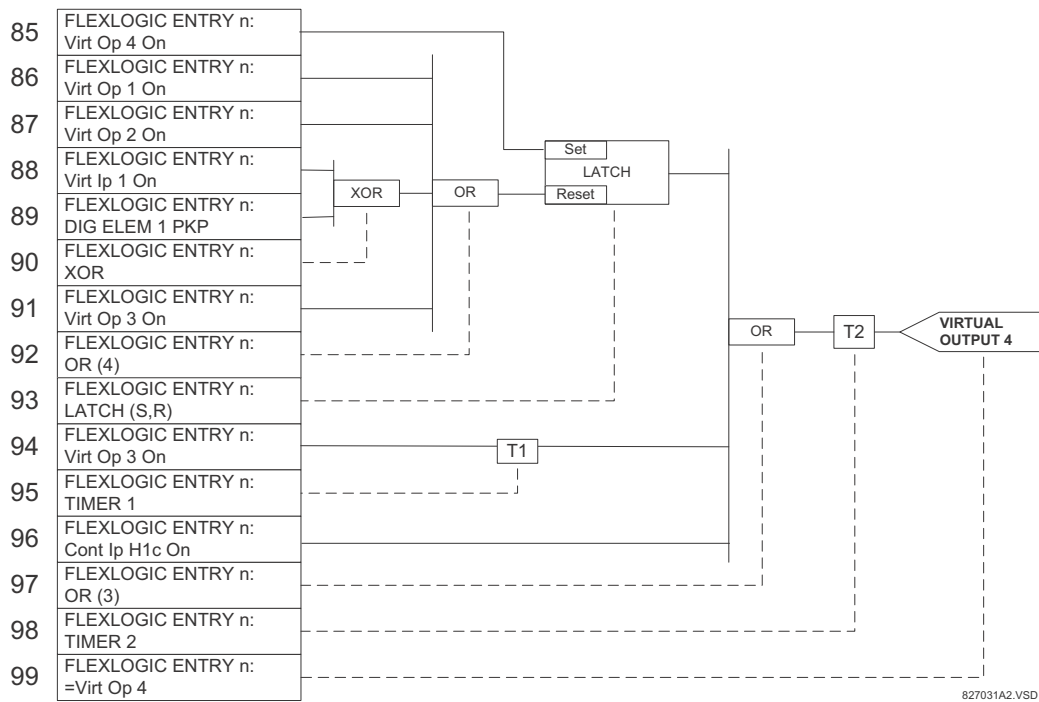 85
FLEXLOGIC ENTRY n:
Virt Op 4 On
86
FLEXLOGIC ENTRY n:
Virt Op 1 On
87
FLEXLOGIC ENTRY n:
Virt Op 2 On
88
FLEXLOGIC ENTRY n:
Virt Ip 1 On
89
FLEXLOGIC ENTRY n:
DIG ELEM 1 PKP
90
FLEXLOGIC ENTRY n:
XOR
91
FLEXLOGIC ENTRY n:
Virt Op 3 On
92
FLEXLOGIC ENTRY n:
OR (4)
93
FLEXLOGIC ENTRY n:
LATCH (S,R)
94
FLEXLOGIC ENTRY n:
Virt Op 3 On
95
FLEXLOGIC ENTRY n:
TIMER 1
96
FLEXLOGIC ENTRY n:
Cont Ip H1c On
97
FLEXLOGIC ENTRY n:
OR (3)
98
FLEXLOGIC ENTRY n:
TIMER 2
99
FLEXLOGIC ENTRY n:
=Virt Op 4
XOR
OR
Set
LATCH
Reset
T1
OR
T2
VIRTUAL
OUTPUT 4
827031A2.VSD